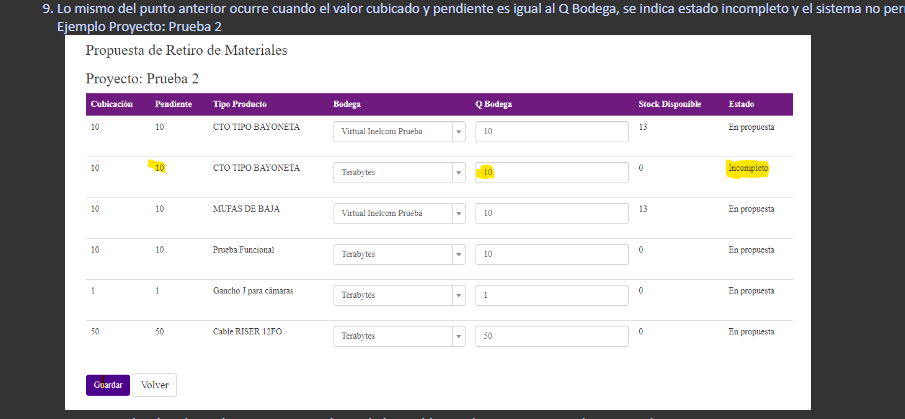 9. Lo mismo del punto anterior ocurre cuando el valor cubicado y pendiente es igual al Q Bodega, se indica estado incompleto y el sistema no
Ejemplo Proyecto: Prueba 2
Propuesta de Retiro de Materiales
Proyecto: Prueba 2
Cubicación Pendiente Tipo Producto Bodega Q Bodega Stock Disponible Estado
10 10 CTO TIPO BAYONETA Virtual Inelcom Prueba 10 13 En propuesta
10 10 CTO TIPO BAYONETA Terabytes 10 0 Incompleto
10 10 MUFAS DE BAJA Virtual Inelcom Prueba 10 13 En propuesta
10 10 Prueba Funcional Terabytes 10 0 En propuesta
1 1 Gancho J para cámaras Terabytes 1 0 En propuesta
50 50 Cable RISER 12FO Terabytes 50 0 En propuesta
Guardar Volver